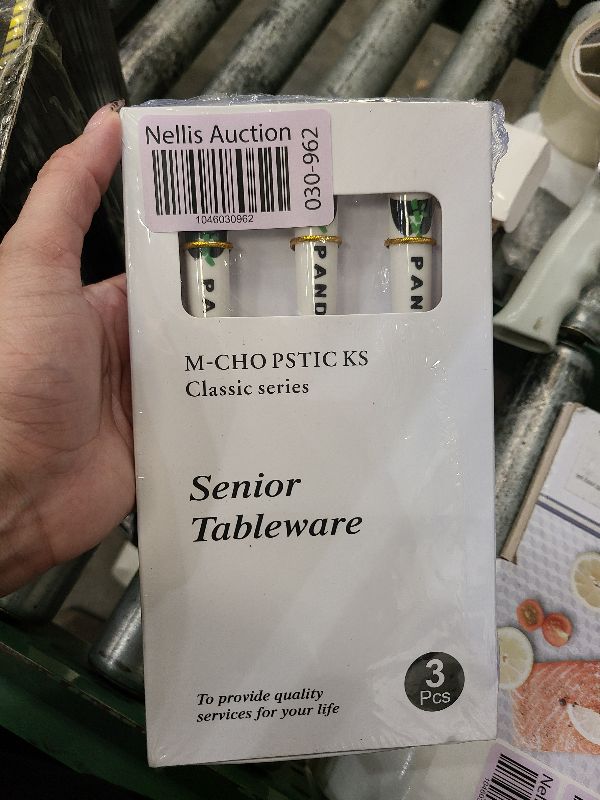 Nellis Auction
030-962
1046030962
PA
PAND
PAN
M-CHO PSTIC KS
Classic series
Senior
Tableware
3
Pcs
To provide quality
services for your life